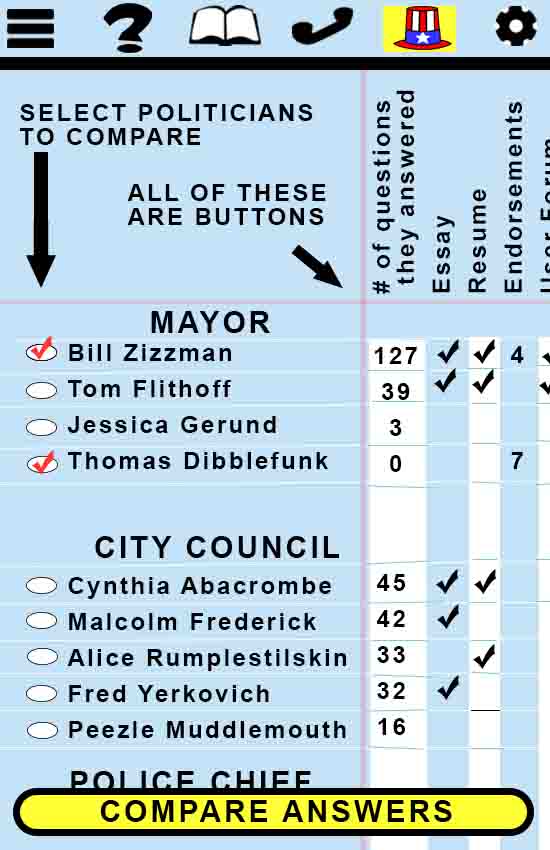 SELECT POLITICIANS
TO COMPARE
ALL OF THESE
ARE BUTTONS
# of questions
they answered
Essay
Resume
Endorsements
User Forum
MAYOR
Bill Zizzman 127 4
Tom Flithoff 39
Jessica Gerund 3
Thomas Dibblefunk 0 7
CITY COUNCIL
Cynthia Abacrombe 45
Malcolm Frederick 42
Alice Rumplestilskin 33
Fred Yerkovich 32
Peezle Muddlemouth 16
POLICE CHIEF
COMPARE ANSWERS